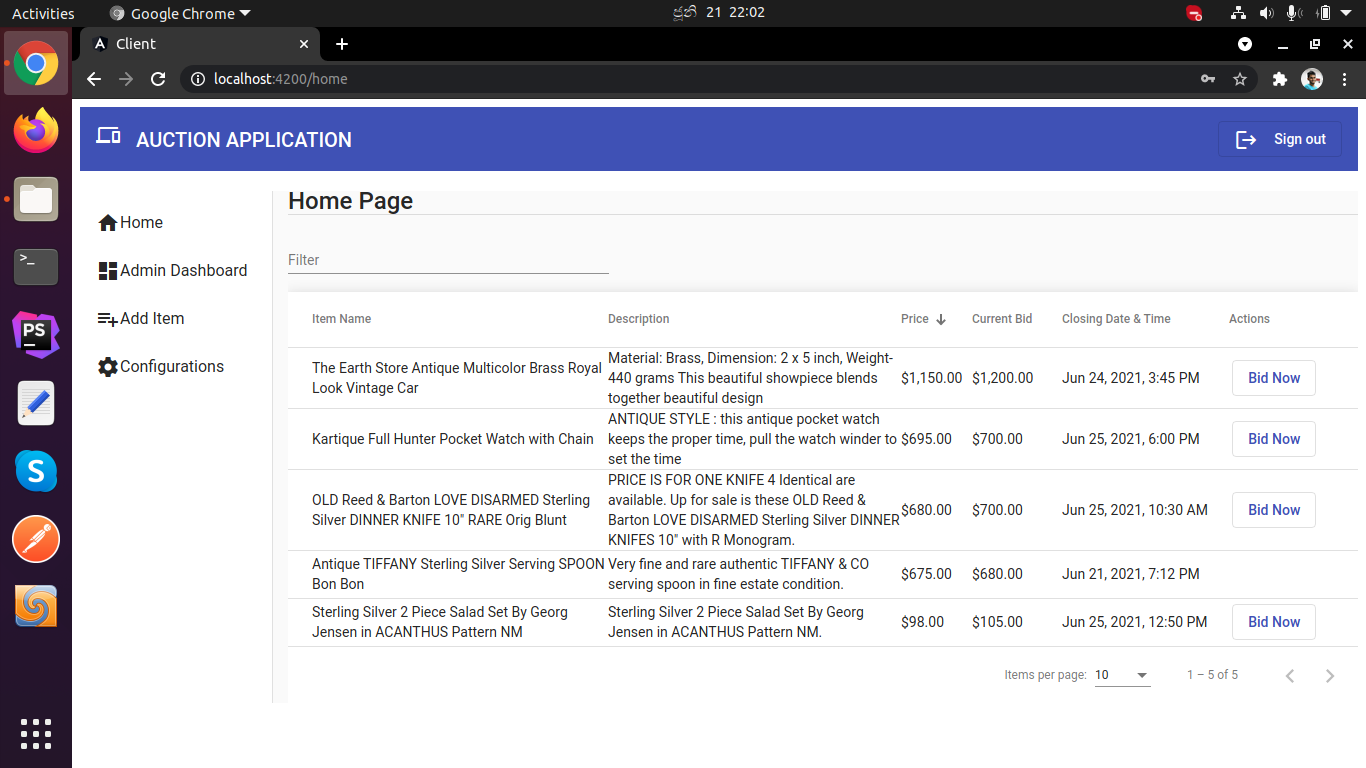 Activities
Google Chrome
ජූනි 21 22:02
Client
localhost:4200/home
AUCTION APPLICATION
Sign out
Home
Admin Dashboard
Add Item
Configurations
Home Page
Filter
Item Name Description Price Current Bid Closing Date & Time Actions
The Earth Store Antique Multicolor Brass Royal
Look Vintage Car
Material: Brass, Dimension: 2 x 5 inch, Weight-
440 grams This beautiful showpiece blends
together beautiful design
$1,150.00 $1,200.00 Jun 24, 2021, 3:45 PM Bid Now
Kartique Full Hunter Pocket Watch with Chain
ANTIQUE STYLE : this antique pocket watch
keeps the proper time, pull the watch winder to
set the time
$695.00 $700.00 Jun 25, 2021, 6:00 PM Bid Now
OLD Reed & Barton LOVE DISARMED Sterling
Silver DINNER KNIFE 10" RARE Orig Blunt
PRICE IS FOR ONE KNIFE 4 Identical are
available. Up for sale is these OLD Reed &
Barton LOVE DISARMED Sterling Silver DINNER
KNIFES 10" with R Monogram.
$680.00 $700.00 Jun 25, 2021, 10:30 AM Bid Now
Antique TIFFANY Sterling Silver Serving SPOON
Bon Bon
Very fine and rare authentic TIFFANY & CO
serving spoon in fine estate condition.
$675.00 $680.00 Jun 21, 2021, 7:12 PM
Sterling Silver 2 Piece Salad Set By Georg
Jensen in ACANTHUS Pattern NM
Sterling Silver 2 Piece Salad Set By Georg
Jensen in ACANTHUS Pattern NM.
$98.00 $105.00 Jun 25, 2021, 12:50 PM Bid Now
Items per page: 10 1 – 5 of 5
>_
PS
S